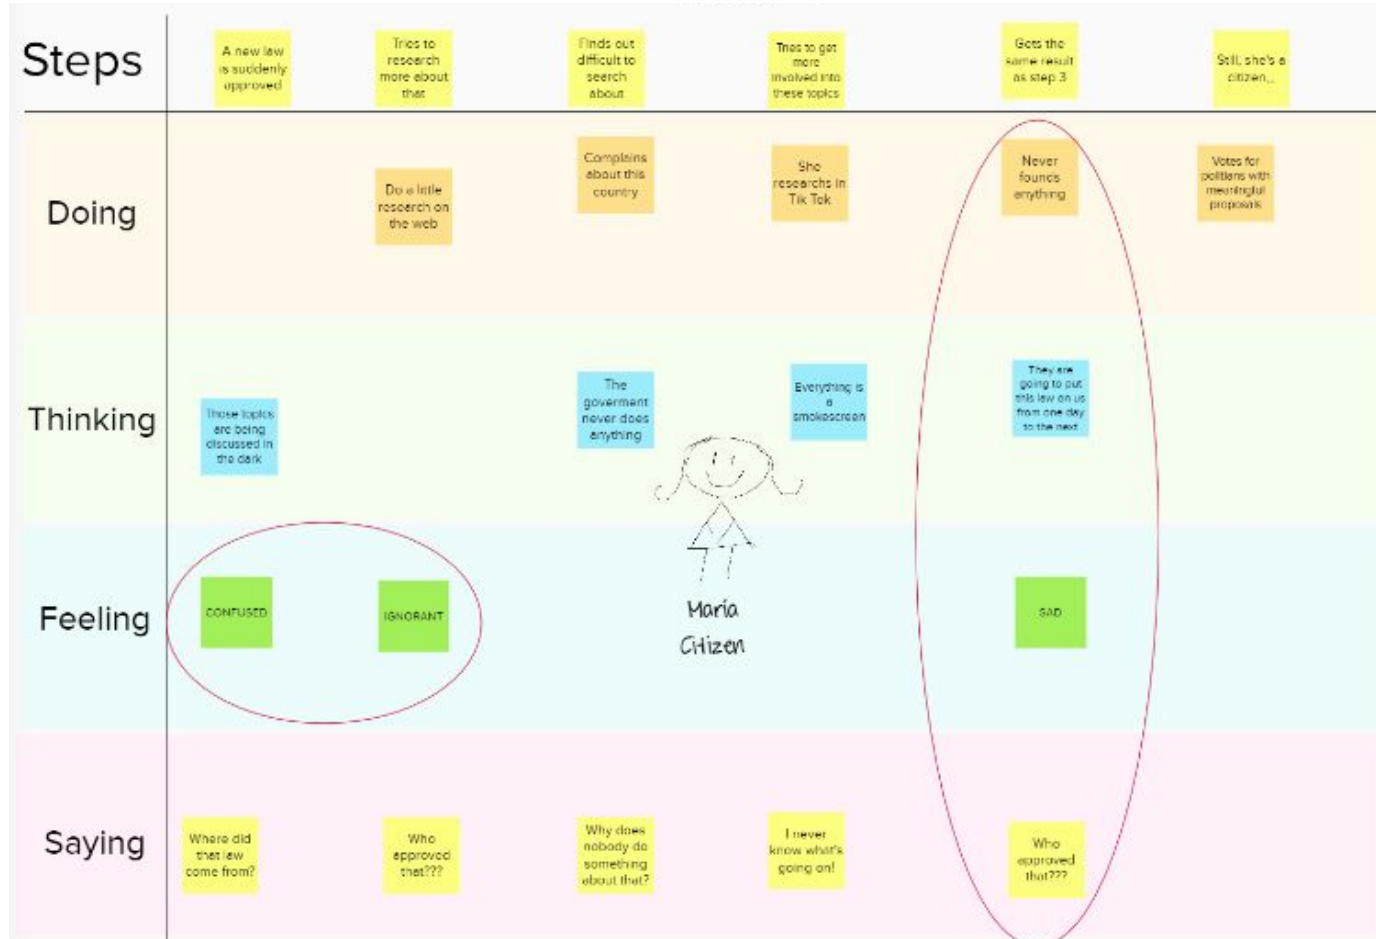 Steps
A new law
is suddenly
approved
Tries to
research
more about
that
Finds out
difficult to
search
about
Tries to get
more
involved into
these topics
Gets the
same result
as step 3
Still, she's a
citizen...
Doing
Do a little
research on
the web
Complains
about this
country
She
researchs in
Tik Tok
Never
founds
anything
Votes for
politians with
meaningful
proposals
Thinking
Those topics
are being
discussed in
the dark
The
goverment
never does
anything
Everything is
a
smokescreen
They are
going to put
this law on us
from one day
to the next
Feeling
CONFUSED
IGNORANT
María
Citizen
SAD
Saying
Where did
that law
come from?
Who
approved
that???
Why does
nobody do
something
about that?
I never
know what's
going on!
Who
approved
that???